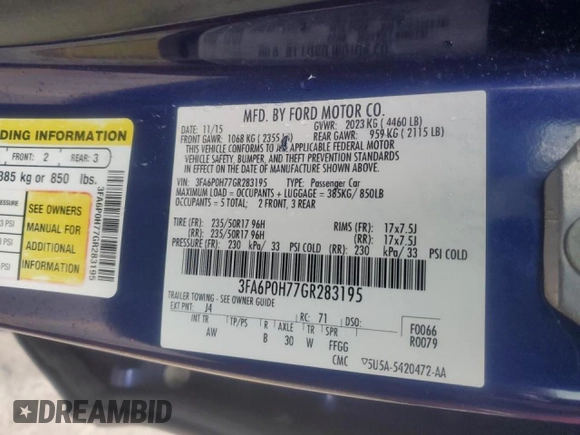 DING INFORMATION
FRONT: 2 REAR: 3
385 kg or 850 lbs.
SEE OWNERS
MANUAL FOR
ADDITIONAL
INFORMATION
3FA6P0H77GR283195
MFD. BY FORD MOTOR CO.
DATE: 11/15 GVWR: 2023 KG ( 4460 LB)
FRONT GAWR: 1068 KG ( 2355 LB) REAR GAWR: 959 KG ( 2115 LB)
THIS VEHICLE CONFORMS TO ALL APPLICABLE FEDERAL MOTOR
VEHICLE SAFETY, BUMPER, AND THEFT PREVENTION STANDARDS IN
EFFECT ON THE DATE OF MANUFACTURE SHOWN ABOVE.
VIN: 3FA6P0H77GR283195 TYPE: Passenger Car
MAXIMUM LOAD = OCCUPANTS + LUGGAGE = 385KG/ 850LB
OCCUPANTS = 5 TOTAL: 2 FRONT, 3 REAR
TIRE (FR): 235/50R17 96H RIMS (FR): 17x7.5J
(RR): 235/50R17 96H (RR): 17x7.5J
PRESSURE (FR): 230 kPa/ 33 PSI COLD (RR): 230 kPa/ 33 PSI COLD
3FA6P0H77GR283195
TRAILER TOWING - SEE OWNER GUIDE
EXT PNT: J4 RC: 71 DSO:
INT TR TP/PS R AXLE TR SPR
AW B 30 W FFGG
F0066
R0079
CMC 5U5A-5420472-AA
DREAMBID